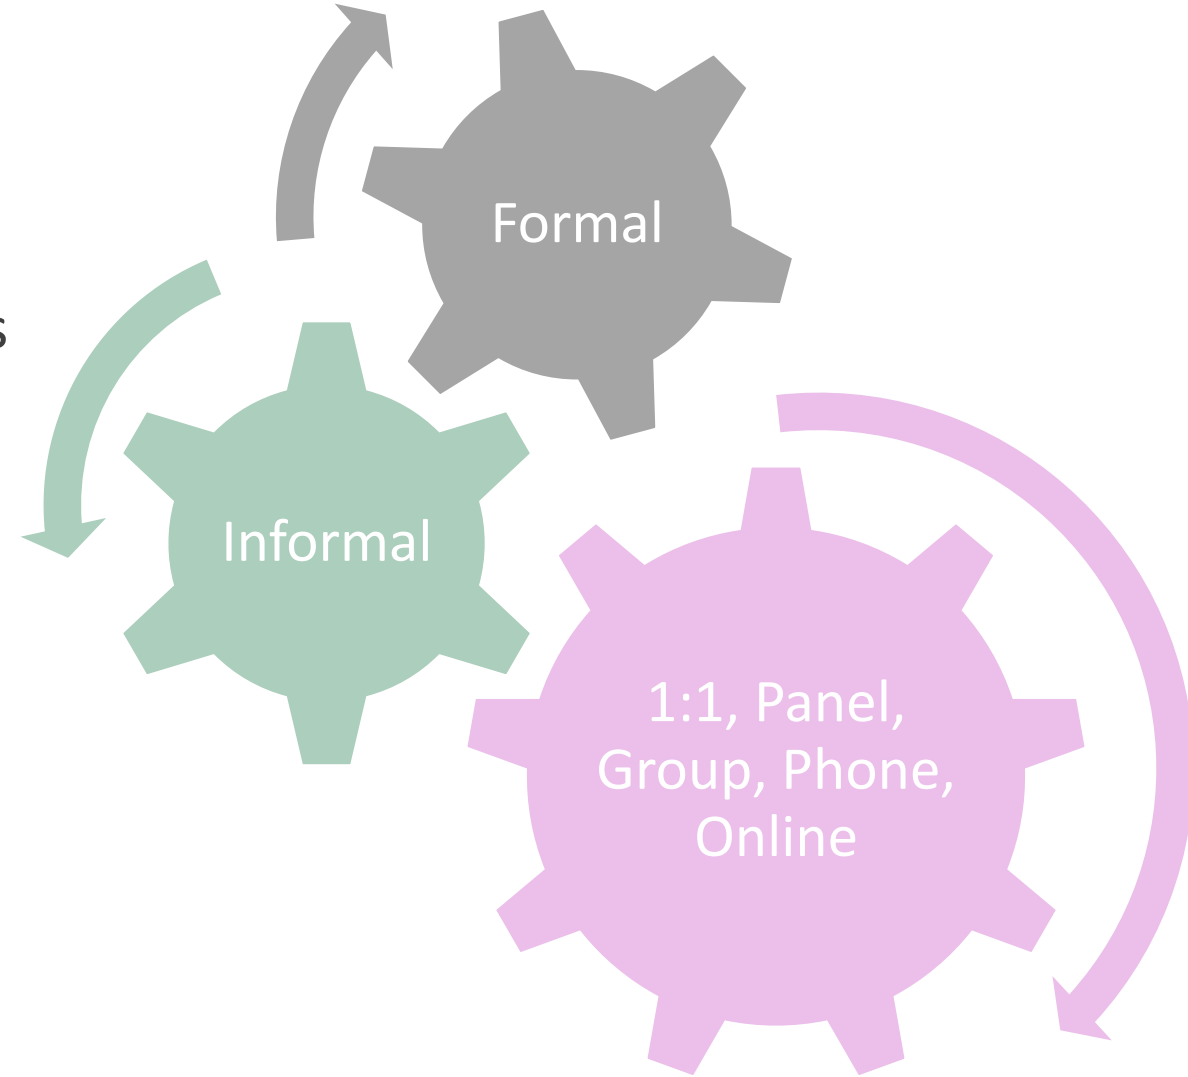 Formal
s
Informal
1:1, Panel,
Group, Phone,
Online